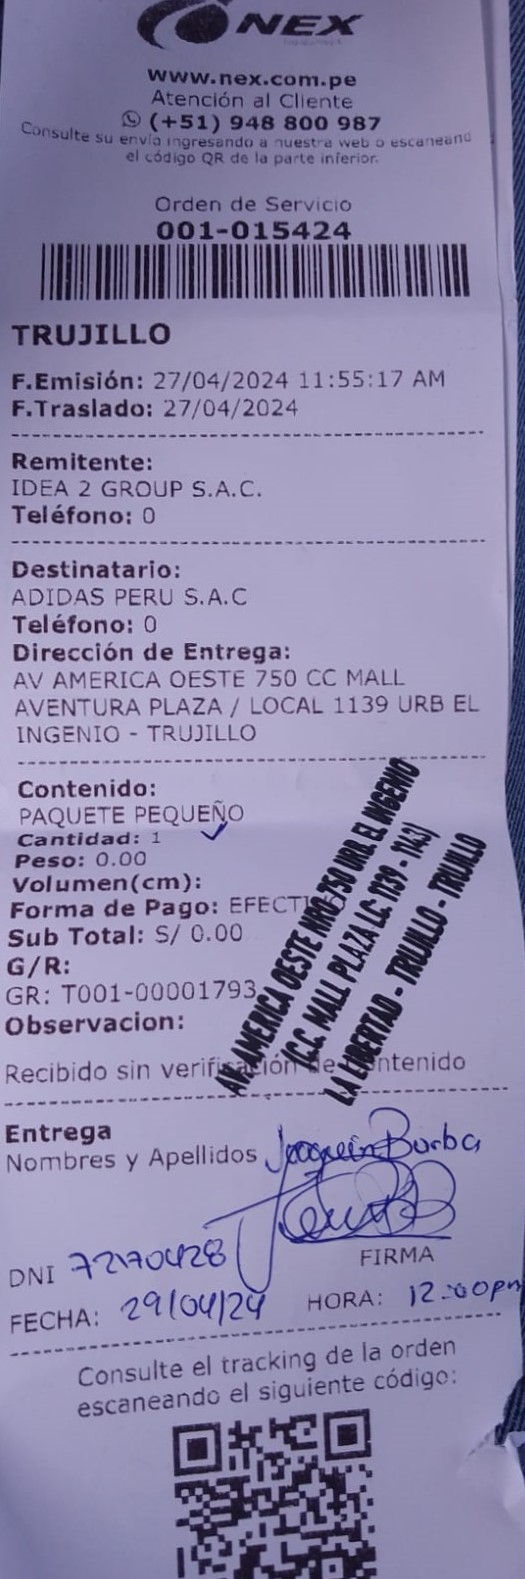 NEX
www.nex.com.pe
Atención al Cliente
(+51) 948 800 987
Consulte su envío ingresando a nuestra web o escaneand
el código QR de la parte inferior.
Orden de Servicio
001-015424
TRUJILLO
F.Emisión: 27/04/2024 11:55:17 AM
F.Traslado: 27/04/2024
Remitente:
IDEA 2 GROUP S.A.C.
Teléfono: 0
Destinatario:
ADIDAS PERU S.A.C
Teléfono: 0
Dirección de Entrega:
AV AMERICA OESTE 750 CC MALL
AVENTURA PLAZA / LOCAL 1139 URB EL
INGENIO - TRUJILLO
Contenido:
PAQUETE PEQUEÑO
Cantidad: 1
Peso: 0.00
Volumen(cm):
Forma de Pago: EFECTI
Sub Total: S/ 0.00
G/R:
GR: T001-00001793
Observacion:
Recibido sin verificación de contenido
AV. AMERICA OESTE NRO. 750 URB. EL INGENIO
(C.C. MALL PLAZA LC. 1139 - 1143)
LA LIBERTAD - TRUJILLO - TRUJILLO
Entrega
Nombres y Apellidos Joaquin Borba
FIRMA
DNI 72170428
FECHA: 29/04/24 HORA: 12:00pm
Consulte el tracking de la orden
escaneando el siguiente código: